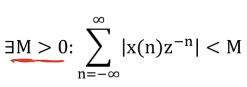 ∃M > 0: ∑_{n=-∞}^{∞} |x(n)z^{-n}| < M